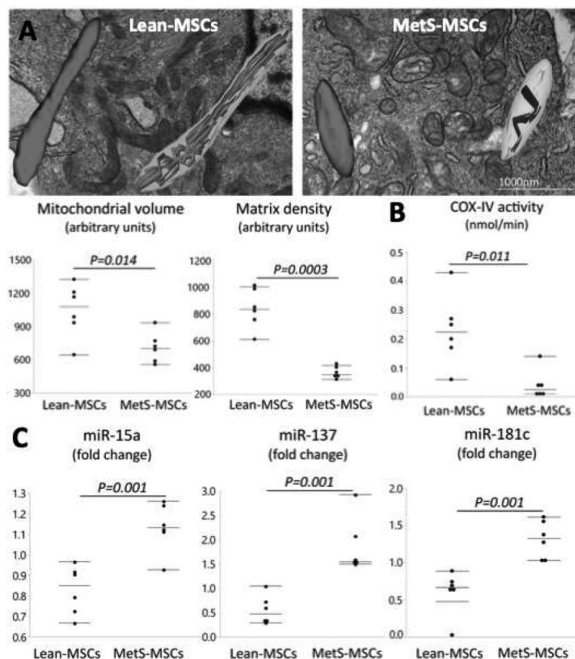 A
Lean-MSCs
MetS-MSCs
1000nm
Mitochondrial volume
(arbitrary units)
P=0.014
1500
1200
900
600
300
Lean-MSCs MetS-MSCs
Matrix density
(arbitrary units)
P=0.0003
1000
800
600
400
200
Lean-MSCs MetS-MSCs
B
COX-IV activity
(nmol/min)
P=0.011
0.5
0.4
0.3
0.2
0.1
0.0
Lean-MSCs MetS-MSCs
C
miR-15a
(fold change)
P=0.001
1.3
1.2
1.1
1.0
0.9
0.8
0.7
0.6
Lean-MSCs MetS-MSCs
miR-137
(fold change)
P=0.001
3.0
2.5
2.0
1.5
1.0
0.5
0.0
Lean-MSCs MetS-MSCs
miR-181c
(fold change)
P=0.001
2.0
1.5
1.0
0.5
0
Lean-MSCs MetS-MSCs